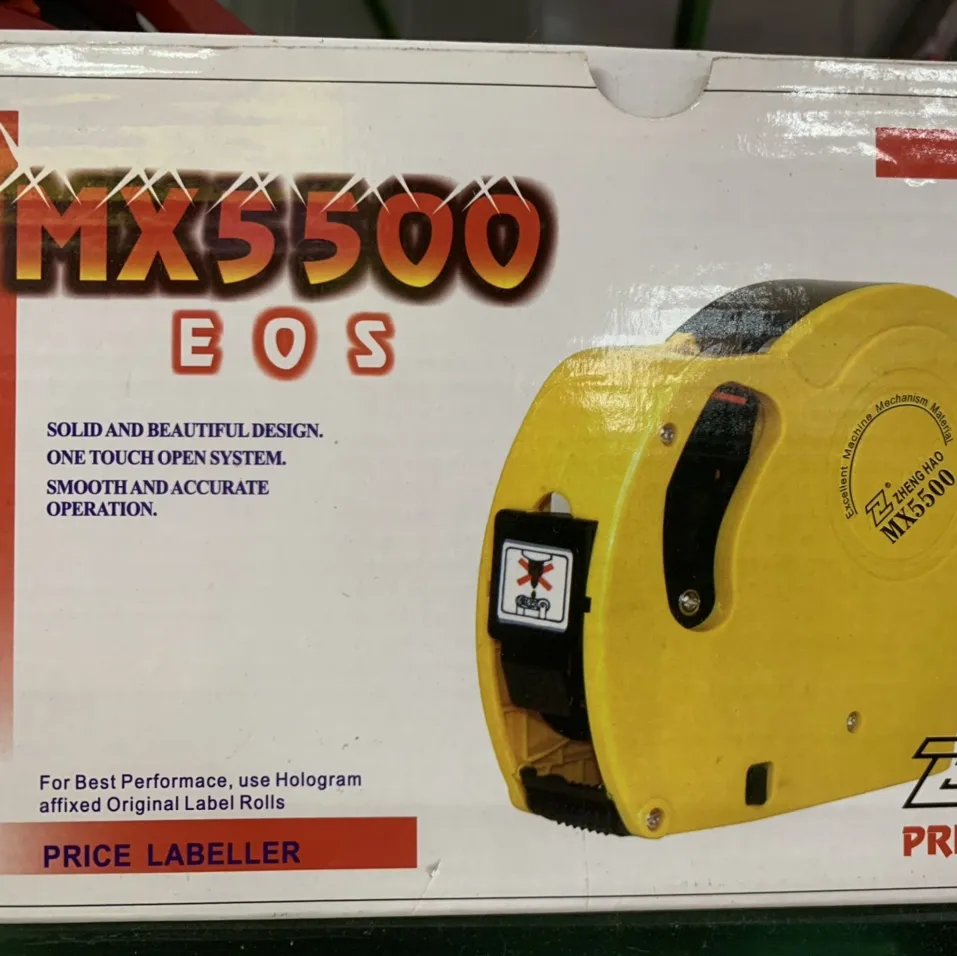 MX5500
EOS
SOLID AND BEAUTIFUL DESIGN.
ONE TOUCH OPEN SYSTEM.
SMOOTH AND ACCURATE
OPERATION.
Excellent Machine Mechanism Material
ZHENG HAO
MX5500
For Best Performace, use Hologram
affixed Original Label Rolls
PRICE LABELLER